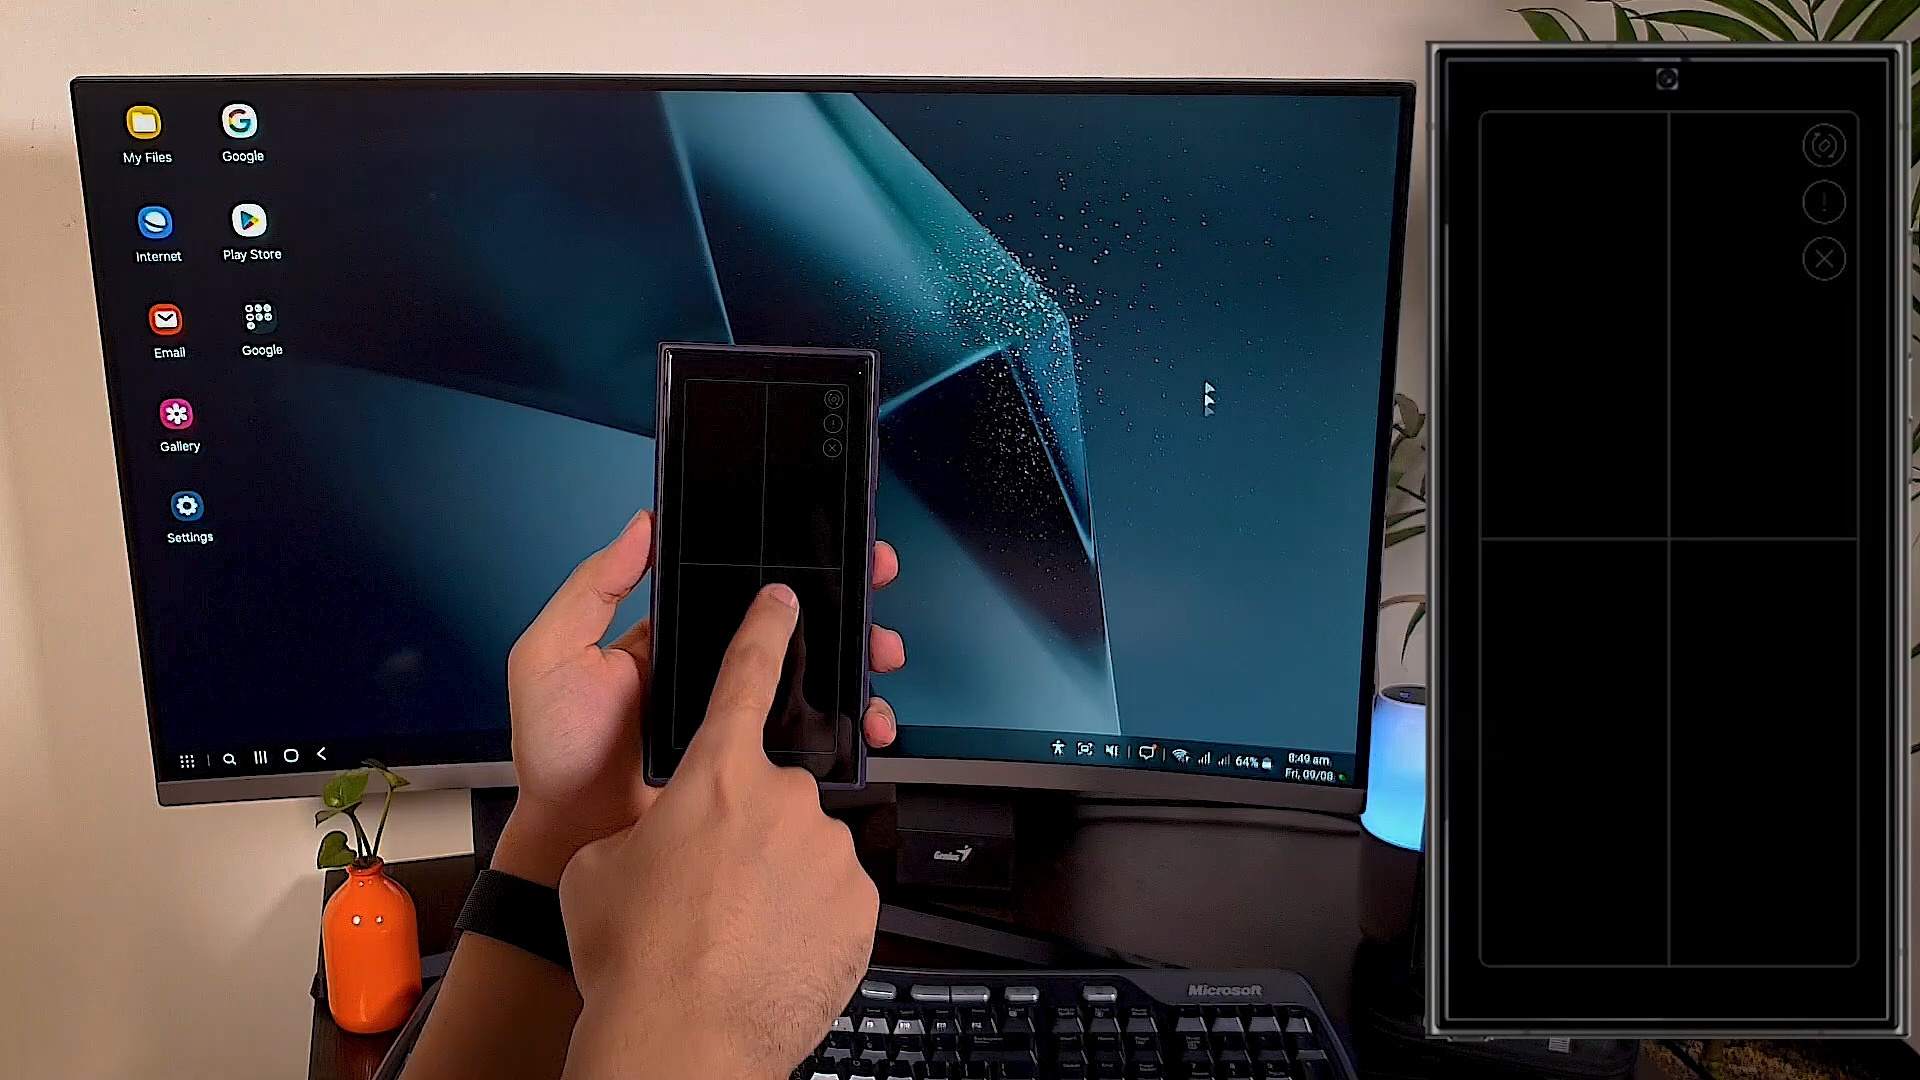 My Files
Google
Internet
Play Store
Email
Google
Gallery
Settings
64%
8:49 am
Fri, 09/08
Genius
Microsoft